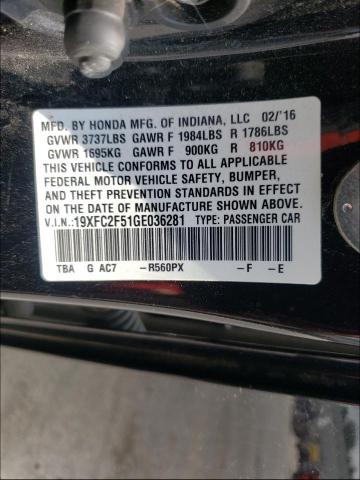 MFD. BY HONDA MFG. OF INDIANA, LLC 02/'16
GVWR 3737LBS GAWR F 1984LBS R 1786LBS
GVWR 1695KG GAWR F 900KG R 810KG
THIS VEHICLE CONFORMS TO ALL APPLICABLE
FEDERAL MOTOR VEHICLE SAFETY, BUMPER,
AND THEFT PREVENTION STANDARDS IN EFFECT
ON THE DATE OF MANUFACTURE SHOWN ABOVE.
V.I.N.:19XFC2F51GE036281 TYPE: PASSENGER CAR
TBA G AC7 -R560PX -F -E